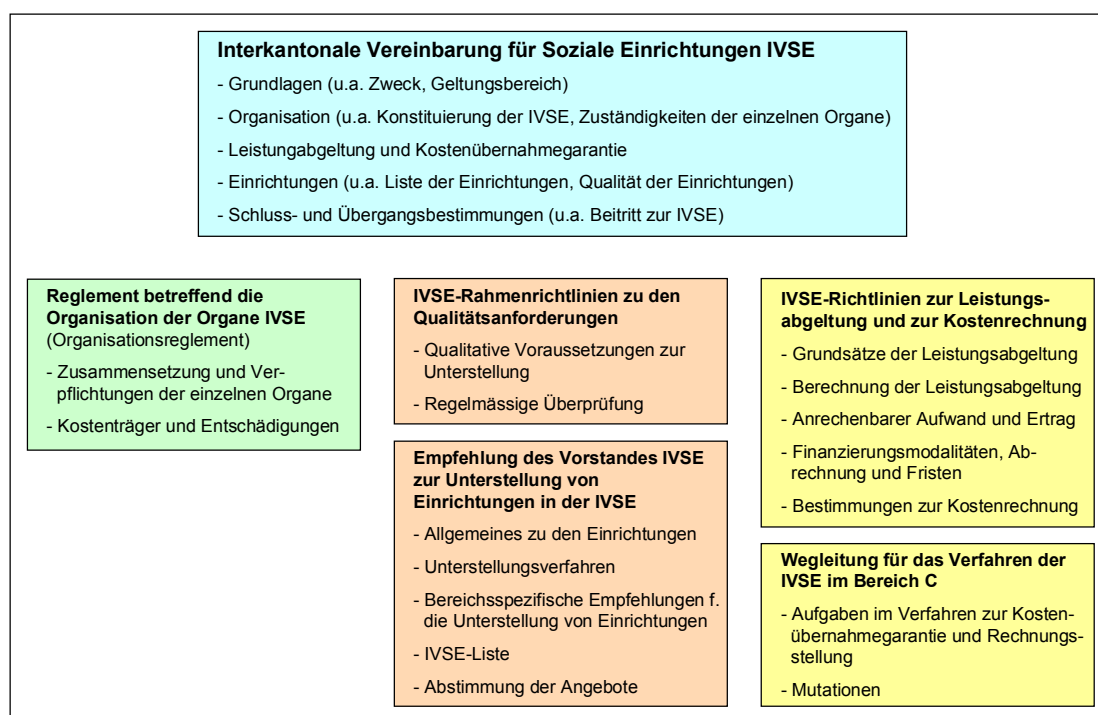 Interkantonale Vereinbarung für Soziale Einrichtungen IVSE
- Grundlagen (u.a. Zweck, Geltungsbereich)
- Organisation (u.a. Konstituierung der IVSE, Zuständigkeiten der einzelnen Organe)
- Leistungabgeltung und Kostenübernahmegarantie
- Einrichtungen (u.a. Liste der Einrichtungen, Qualität der Einrichtungen)
- Schluss- und Übergangsbestimmungen (u.a. Beitritt zur IVSE)
Reglement betreffend die
Organisation der Organe IVSE
(Organisationsreglement)
- Zusammensetzung und Ver-
pflichtungen der einzelnen Organe
- Kostenträger und Entschädigungen
IVSE-Rahmenrichtlinien zu den
Qualitätsanforderungen
- Qualitative Voraussetzungen zur
Unterstellung
- Regelmässige Überprüfung
Empfehlung des Vorstandes IVSE
zur Unterstellung von
Einrichtungen in der IVSE
- Allgemeines zu den Einrichtungen
- Unterstellungsverfahren
- Bereichsspezifische Empfehlungen f.
die Unterstellung von Einrichtungen
- IVSE-Liste
- Abstimmung der Angebote
IVSE-Richtlinien zur Leistungs-
abgeltung und zur Kostenrechnung
- Grundsätze der Leistungsabgeltung
- Berechnung der Leistungsabgeltung
- Anrechenbarer Aufwand und Ertrag
- Finanzierungsmodalitäten, Ab-
rechnung und Fristen
- Bestimmungen zur Kostenrechnung
Wegleitung für das Verfahren der
IVSE im Bereich C
- Aufgaben im Verfahren zur Kosten-
übernahmegarantie und Rechnungs-
stellung
- Mutationen